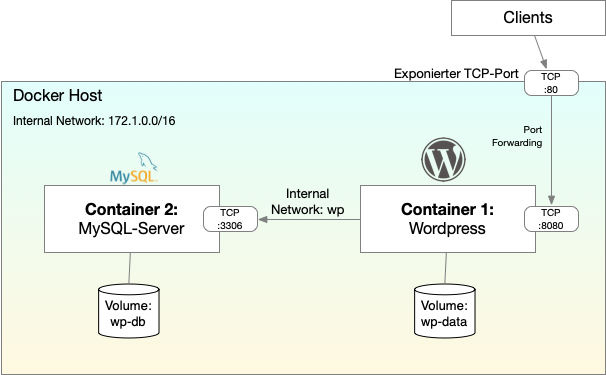 Clients
Exponierter TCP-Port
TCP
:80
Docker Host
Internal Network: 172.1.0.0/16
Port
Forwarding
MySQL
Container 2:
MySQL-Server
TCP
:3306
Internal
Network: wp
Container 1:
Wordpress
TCP
:8080
Volume:
wp-db
Volume:
wp-data